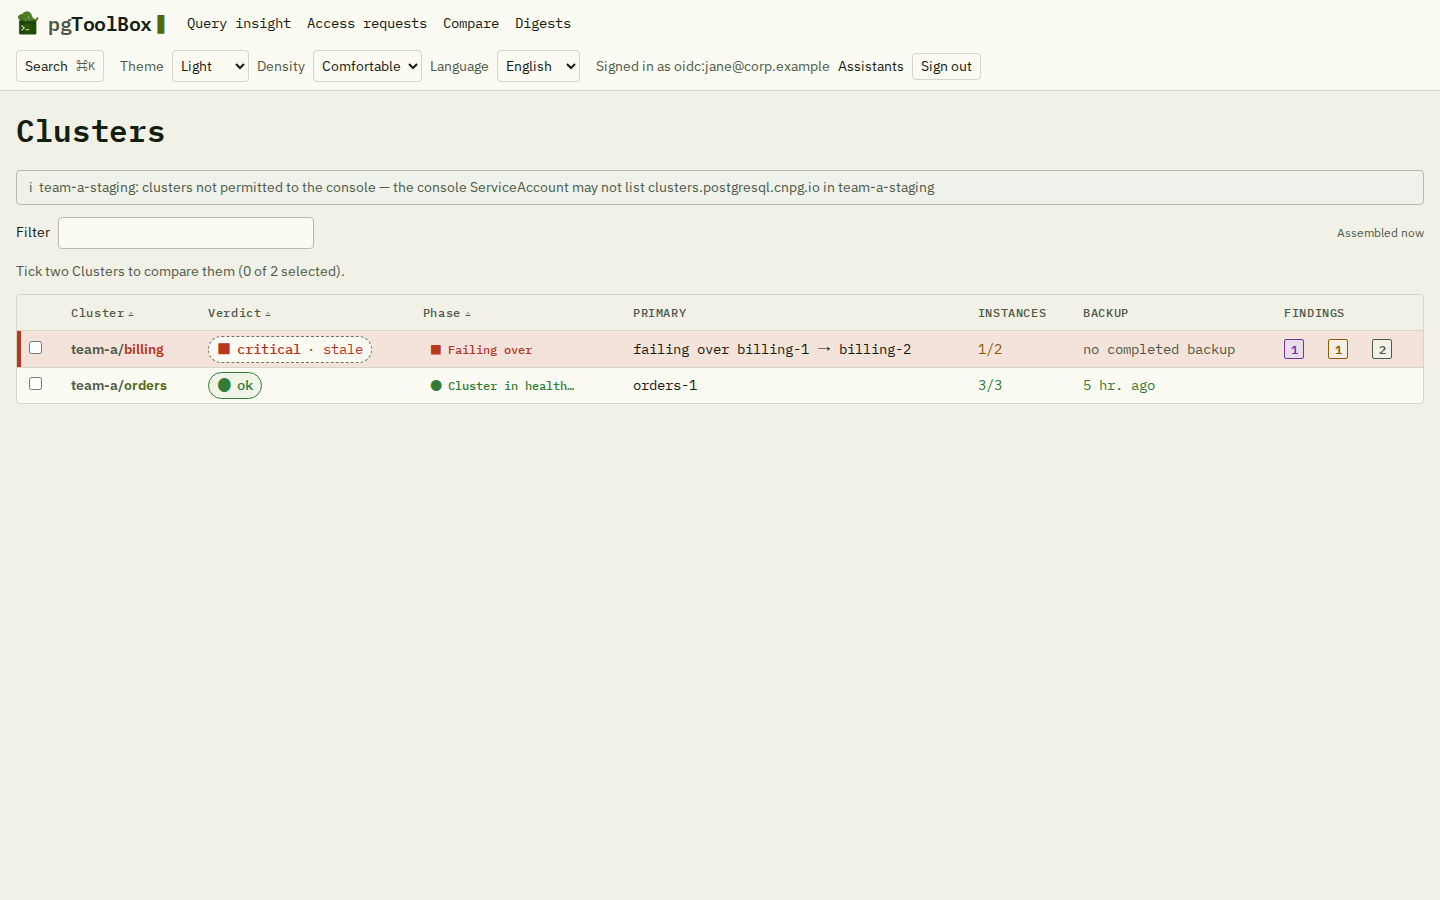 pgToolBox Query insight Access requests Compare Digests
Search ⌘K Theme Light Density Comfortable Language English Signed in as oidc:jane@corp.example Assistants Sign out
Clusters
i team-a-staging: clusters not permitted to the console — the console ServiceAccount may not list clusters.postgresql.cnpg.io in team-a-staging
Filter Assembled now
Tick two Clusters to compare them (0 of 2 selected).
Cluster ▵ Verdict ▵ Phase ▵ PRIMARY INSTANCES BACKUP FINDINGS
team-a/billing critical · stale Failing over failing over billing-1 → billing-2 1/2 no completed backup 1 1 2
team-a/orders ok Cluster in health… orders-1 3/3 5 hr. ago